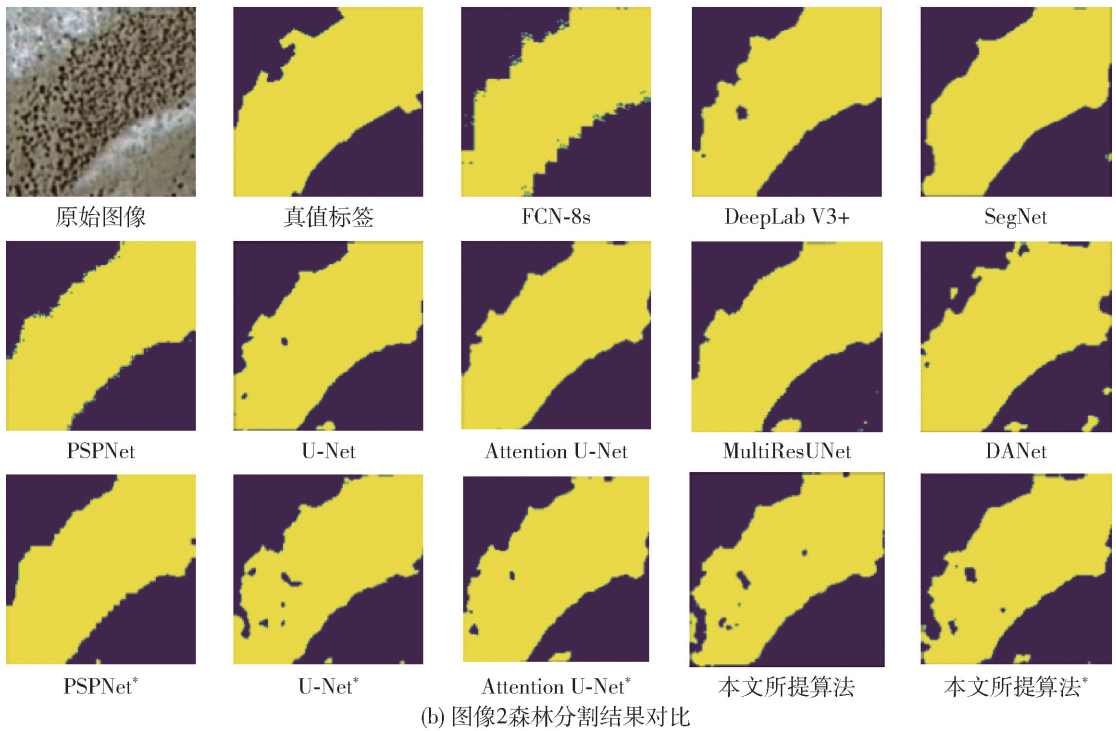 原始图像 真值标签 FCN-8s DeepLab V3+ SegNet
PSPNet U-Net Attention U-Net MultiResUNet DANet
PSPNet* U-Net* Attention U-Net* 本文所提算法 本文所提算法*
(b) 图像2森林分割结果对比